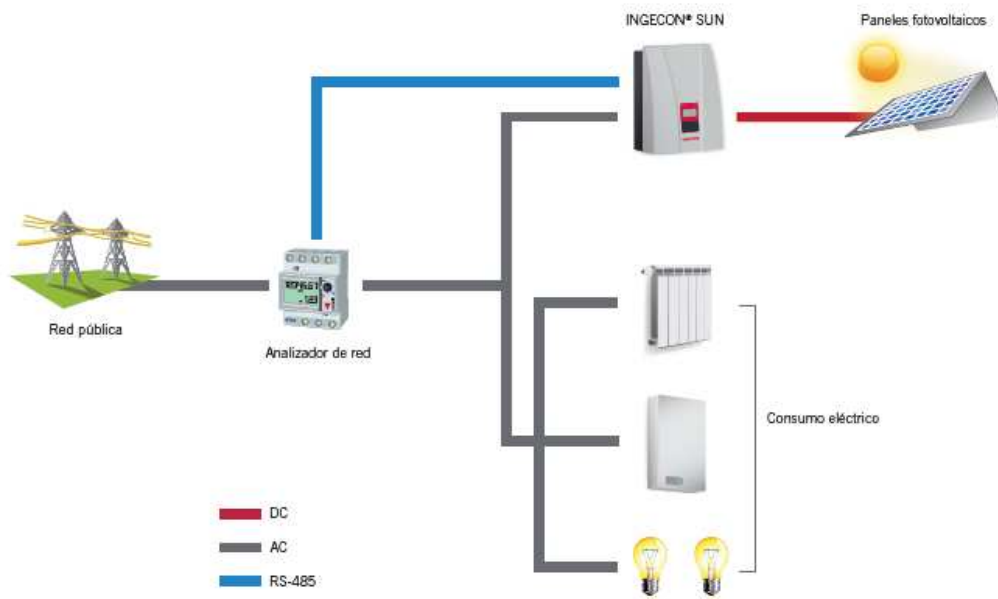 INGECON® SUN
Paneles fotovoltaicos
Red pública
Analizador de red
Consumo eléctrico
DC
AC
RS-485